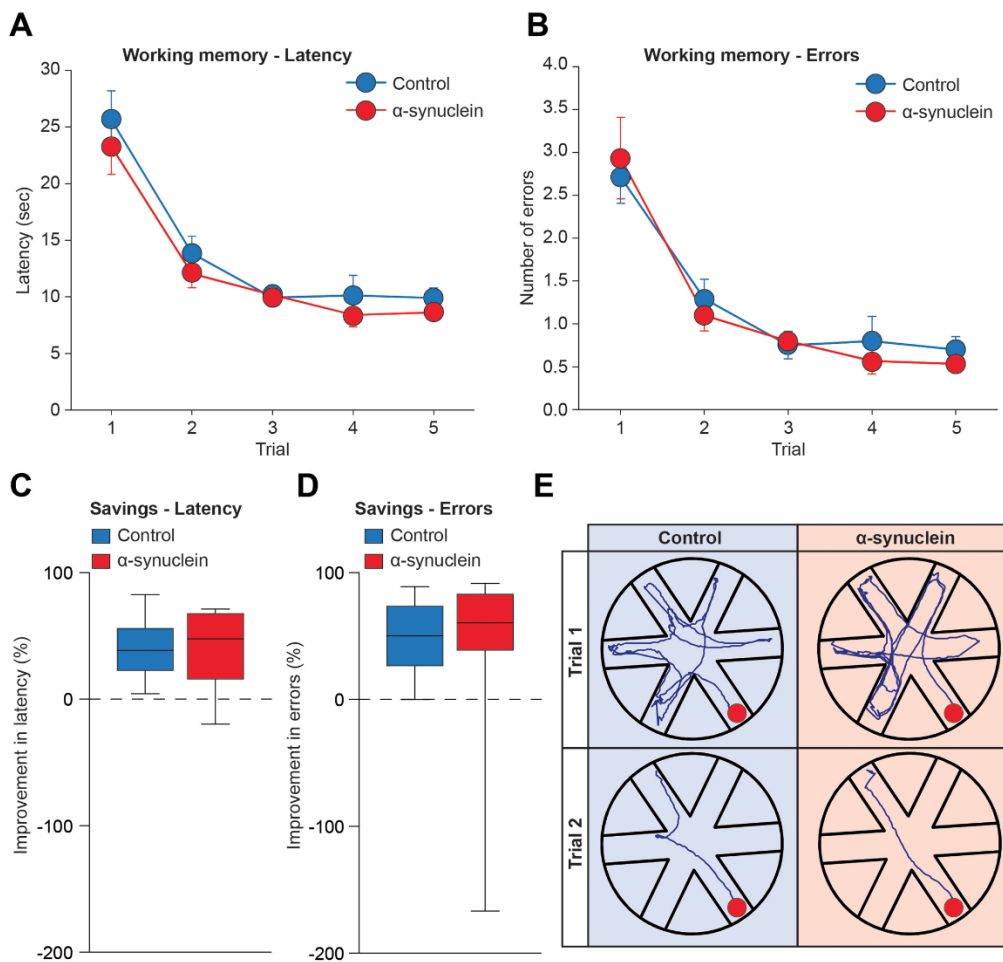 A
Working memory - Latency
Control
α-synuclein
30
25
20
15
10
5
0
Latency (sec)
1 2 3 4 5
Trial
B
Working memory - Errors
Control
α-synuclein
4.0
3.5
3.0
2.5
2.0
1.5
1.0
0.5
0.0
Number of errors
1 2 3 4 5
Trial
C
Savings - Latency
Control
α-synuclein
100
0
-100
-200
Improvement in latency (%)
D
Savings - Errors
Control
α-synuclein
100
0
-100
-200
Improvement in errors (%)
E
Control
α-synuclein
Trial 1
Trial 2